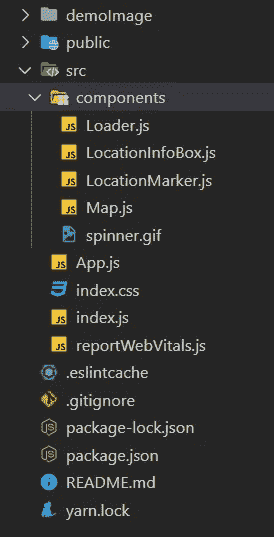 demoImage
public
src
components
JS Loader.js
JS LocationInfoBox.js
JS LocationMarker.js
JS Map.js
spinner.gif
JS App.js
index.css
JS index.js
JS reportWebVitals.js
.eslintcache
.gitignore
JS package-lock.json
JS package.json
README.md
yarn.lock